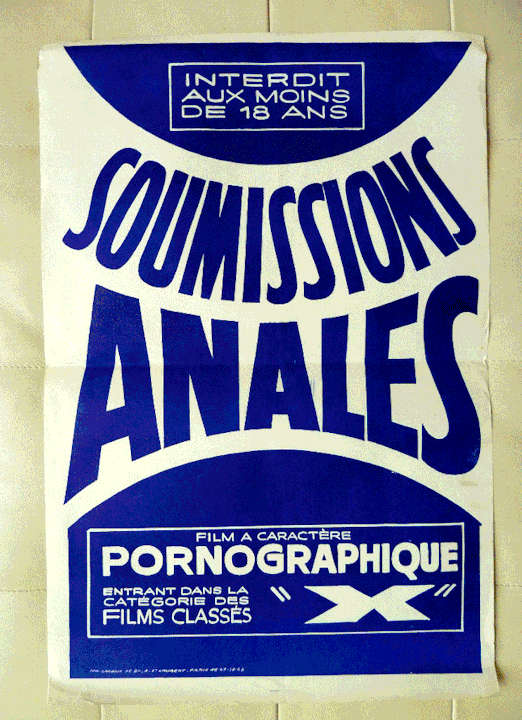 INTERDIT
AUX MOINS
DE 18 ANS
SOUMISSIONS
ANALES
FILM A CARACTÈRE
PORNOGRAPHIQUE
ENTRANT DANS LA
CATÉGORIE DES
FILMS CLASSÉS
"X"